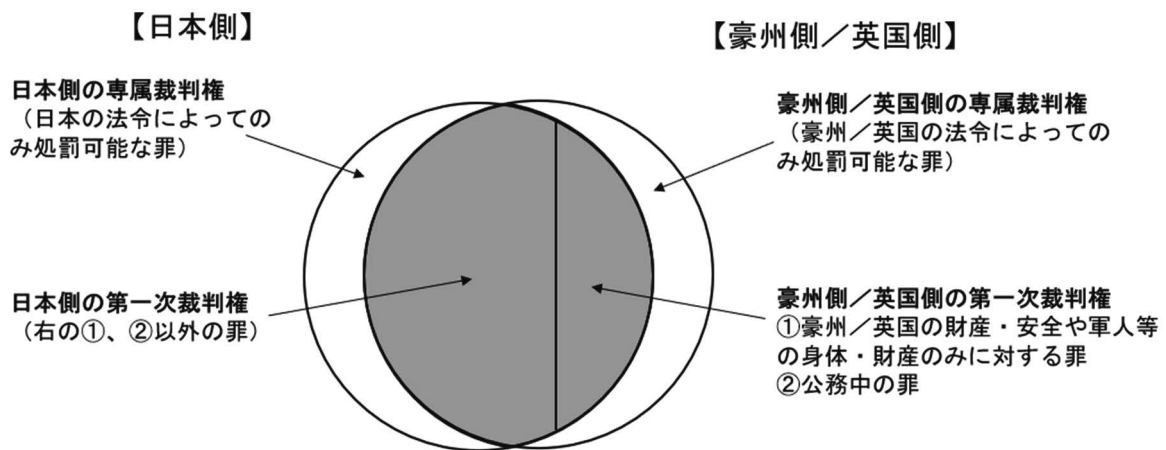 【日本側】
【豪州側／英国側】
日本側の専属裁判権
（日本の法令によっての
み処罰可能な罪）
豪州側／英国側の専属裁判権
（豪州／英国の法令によっての
み処罰可能な罪）
日本側の第一次裁判権
（右の①、②以外の罪）
豪州側／英国側の第一次裁判権
①豪州／英国の財産・安全や軍人等
の身体・財産のみに対する罪
②公務中の罪